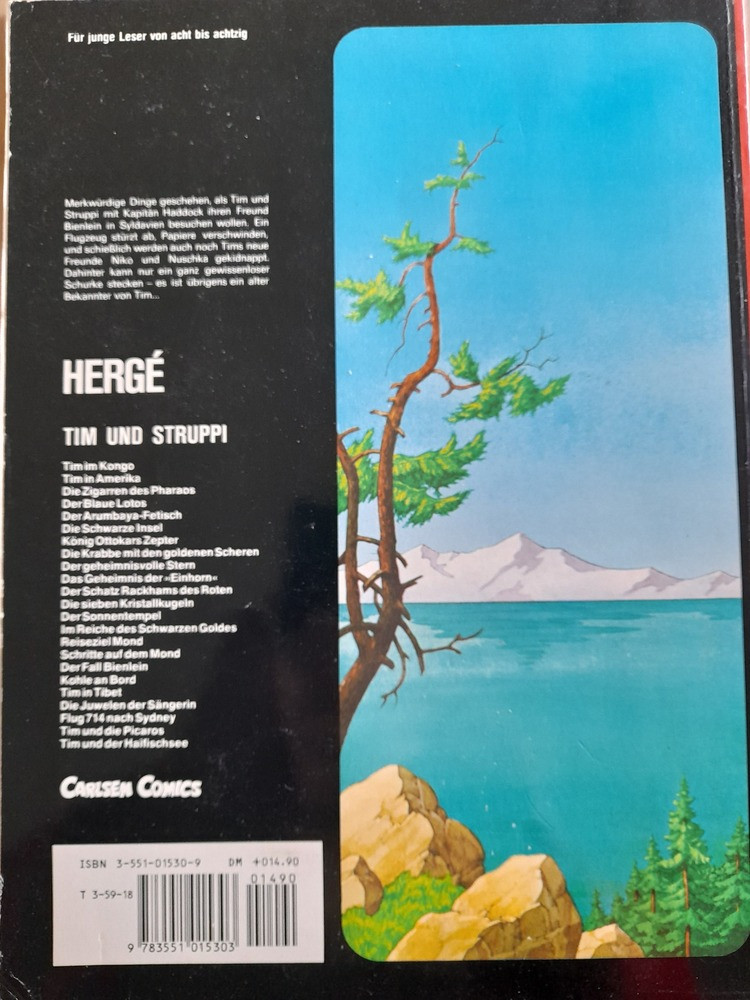 Für junge Leser von acht bis achtzig
Merkwürdige Dinge geschehen, als Tim und
Struppi mit Kapitän Haddock ihren Freund
Bienlein in Syldavien besuchen wollen. Ein
Flugzeug stürzt ab, Papiere verschwinden,
und schießlich werden auch noch Tims neue
Freunde Niko und Nuschka gekidnappt.
Dahinter kann nur ein ganz gewissenloser
Schurke stecken – es ist übrigens ein alter
Bekannter von Tim...
HERGÉ
TIM UND STRUPPI
Tim im Kongo
Tim in Amerika
Die Zigarren des Pharaos
Der Blaue Lotos
Der Arumbaya-Fetisch
Die Schwarze Insel
König Ottokars Zepter
Die Krabbe mit den goldenen Scheren
Der geheimnisvolle Stern
Das Geheimnis der »Einhorn«
Der Schatz Rackhams des Roten
Die sieben Kristallkugeln
Der Sonnentempel
Im Reiche des Schwarzen Goldes
Reiseziel Mond
Schritte auf dem Mond
Der Fall Bienlein
Kohle an Bord
Tim in Tibet
Die Juwelen der Sängerin
Flug 714 nach Sydney
Tim und die Picaros
Tim und der Haifischsee
CARLSEN COMICS
ISBN 3-551-01530-9 DM +014.90
01490
T 3-59-18
9 783551 015303